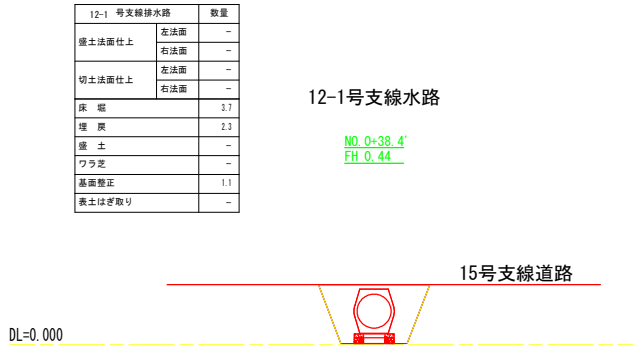 12-1 号支線排水路 数量
盛土法面仕上 左法面 -
右法面 -
切土法面仕上 左法面 -
右法面 -
床 堀 3.7
埋 戻 2.3
盛 土 -
ワラ芝 -
基面整正 1.1
表土はぎ取り -
12-1号支線水路
NO.0+38.4'
FH 0.44
15号支線道路
DL=0.000